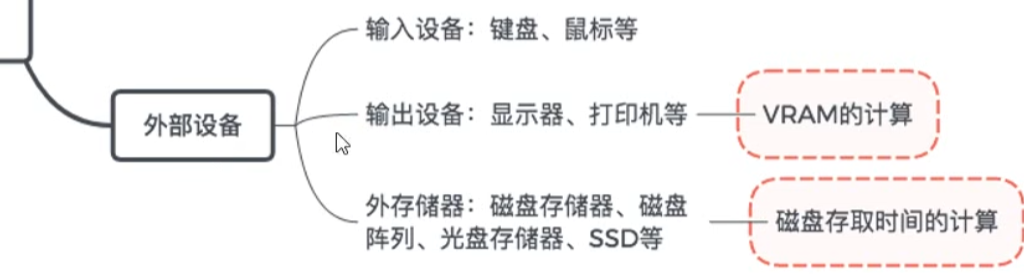 输入设备：键盘、鼠标等
外部设备
输出设备：显示器、打印机等
VRAM的计算
外存储器：磁盘存储器、磁盘
阵列、光盘存储器、SSD等
磁盘存取时间的计算